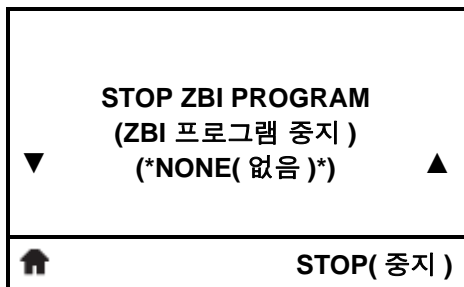 STOP ZBI PROGRAM
(ZBI 프로그램 중지 )
(*NONE( 없음 )*)
▼ ▲
STOP( 중지 )